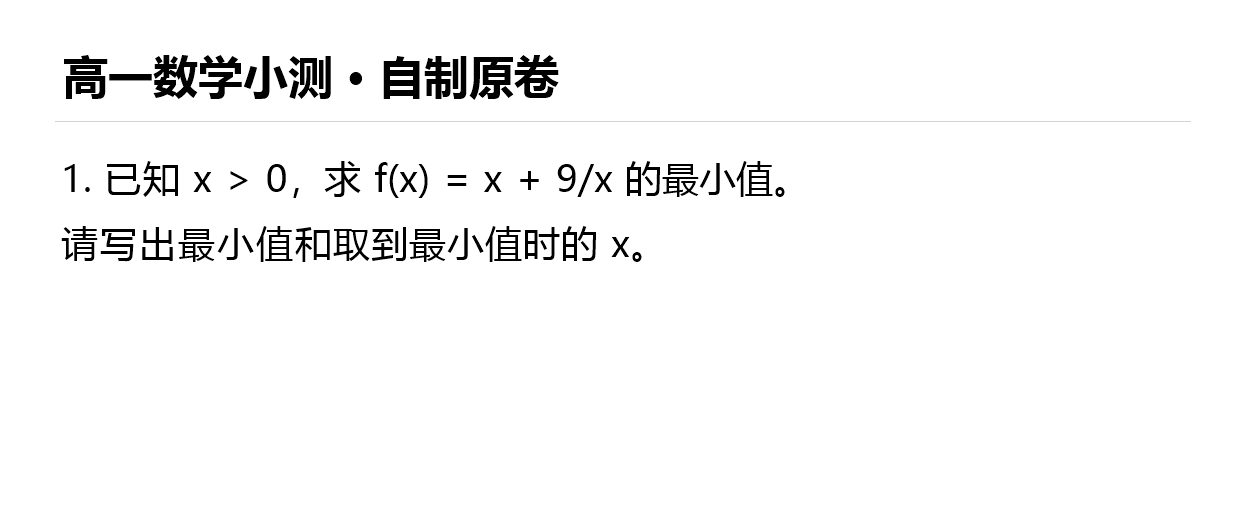 高一数学小测・自制原卷
1. 已知 x > 0，求 f(x) = x + 9/x 的最小值。
请写出最小值和取到最小值时的 x。